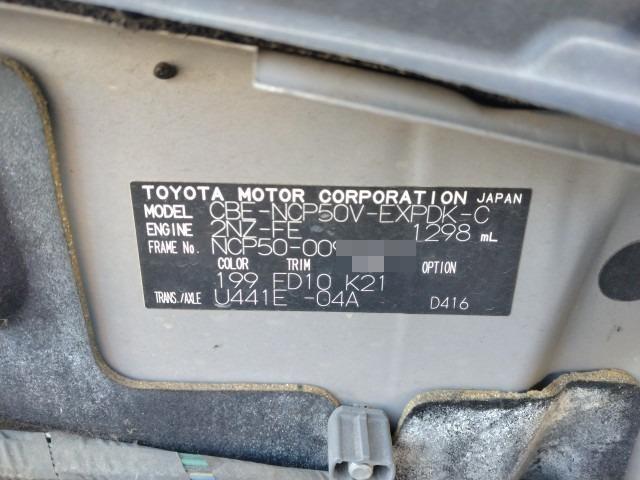 TOYOTA MOTOR CORPORATION JAPAN
MODEL CBE-NCP50V-EXPDK-C
ENGINE 2NZ-FE 1298 mL
FRAME No. NCP50-009
COLOR TRIM OPTION
199 FD10 K21
TRANS./AXLE U441E -04A D416